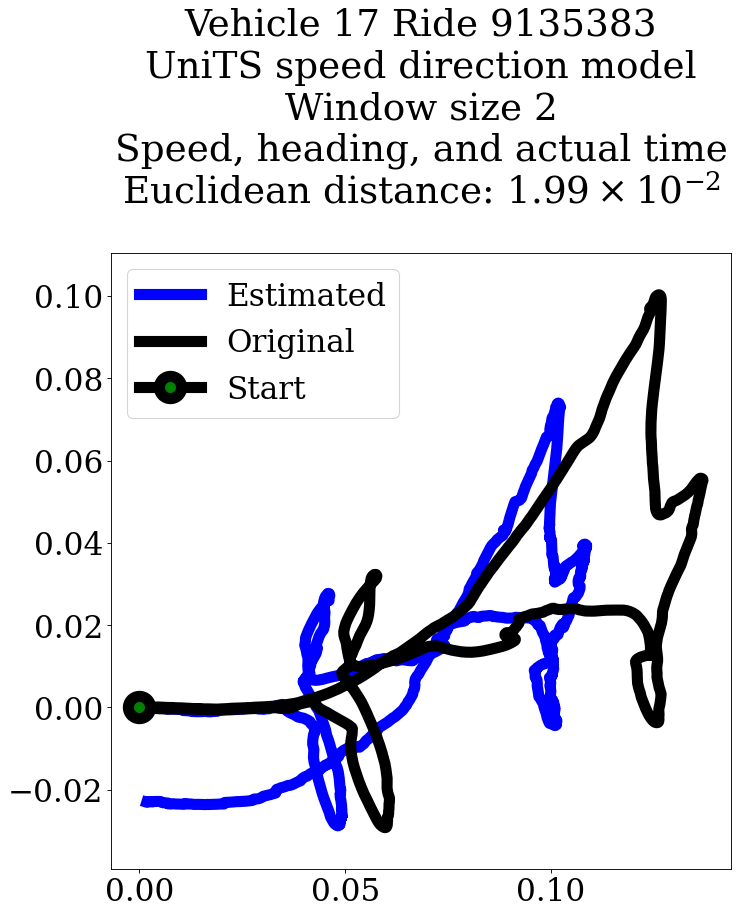 Vehicle 17 Ride 9135383
UniTS speed direction model
Window size 2
Speed, heading, and actual time
Euclidean distance: 1.99 × 10⁻²
Estimated
Original
Start
0.10
0.08
0.06
0.04
0.02
0.00
−0.02
0.00 0.05 0.10